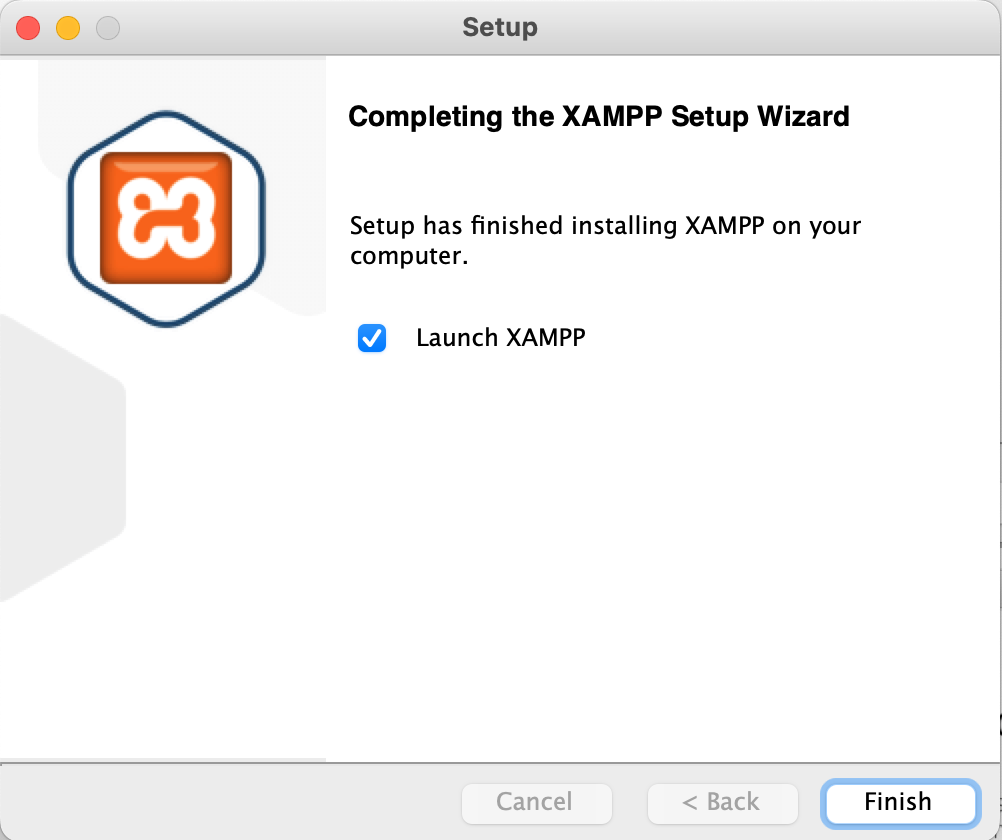 Setup
Completing the XAMPP Setup Wizard
Setup has finished installing XAMPP on your
computer.
Launch XAMPP
Cancel
< Back
Finish